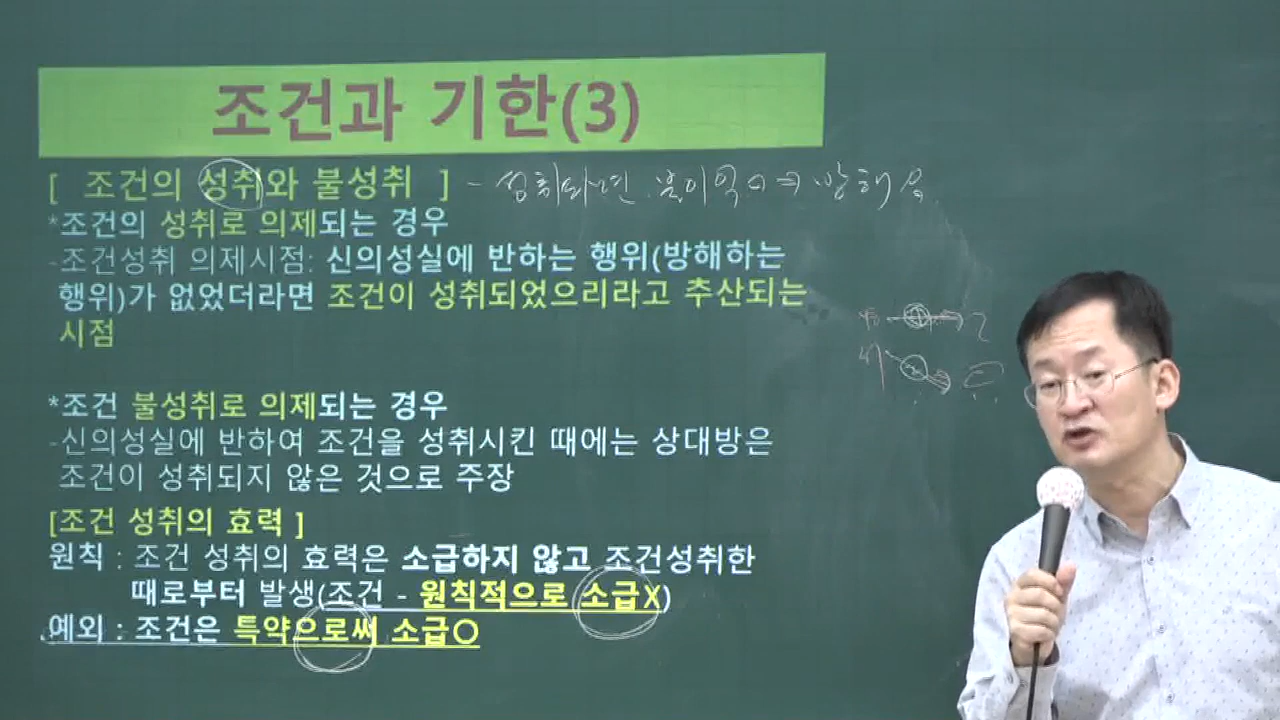 조건과 기한(3)
[ 조건의 성취와 불성취 ] - 성취되면 불이익 ⇒ 방해
*조건의 성취로 의제되는 경우
-조건성취 의제시점: 신의성실에 반하는 행위(방해하는
행위)가 없었더라면 조건이 성취되었으리라고 추산되는
시점
*조건 불성취로 의제되는 경우
-신의성실에 반하여 조건을 성취시킨 때에는 상대방은
조건이 성취되지 않은 것으로 주장
[조건 성취의 효력 ]
원칙 : 조건 성취의 효력은 소급하지 않고 조건성취한
때로부터 발생(조건 - 원칙적으로 소급X)
예외 : 조건은 특약으로써 소급O